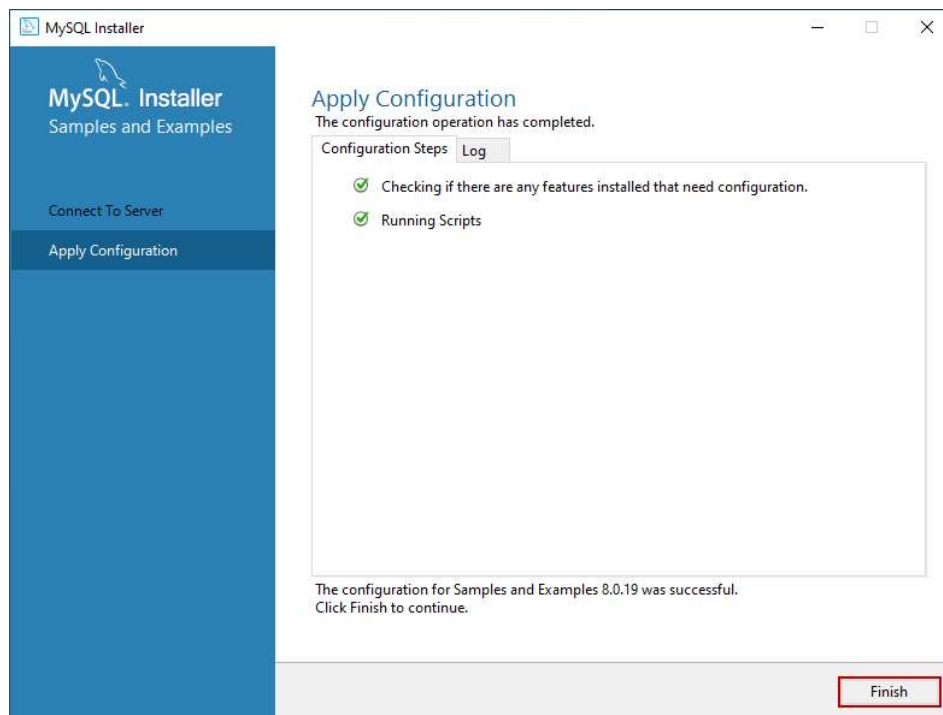 MySQL Installer
MySQL. Installer
Samples and Examples
Connect To Server
Apply Configuration
Apply Configuration
The configuration operation has completed.
Configuration Steps Log
Checking if there are any features installed that need configuration.
Running Scripts
The configuration for Samples and Examples 8.0.19 was successful.
Click Finish to continue.
Finish